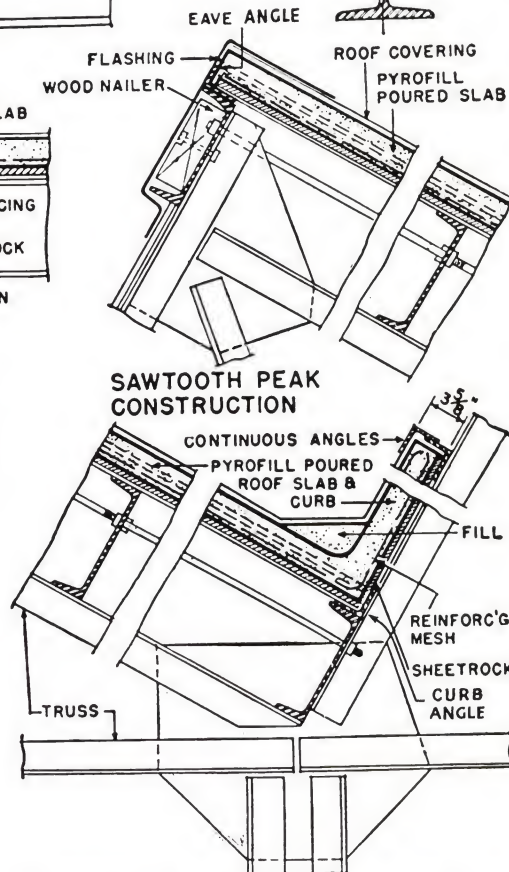 EAVE ANGLE
FLASHING
WOOD NAILER
ROOF COVERING
PYROFILL
POURED SLAB
LAB
CING
OCK
N
SAWTOOTH PEAK
CONSTRUCTION
3 5/8"
CONTINUOUS ANGLES
PYROFILL POURED
ROOF SLAB &
CURB
FILL
REINFORC'G
MESH
SHEETROCK
CURB
ANGLE
TRUSS